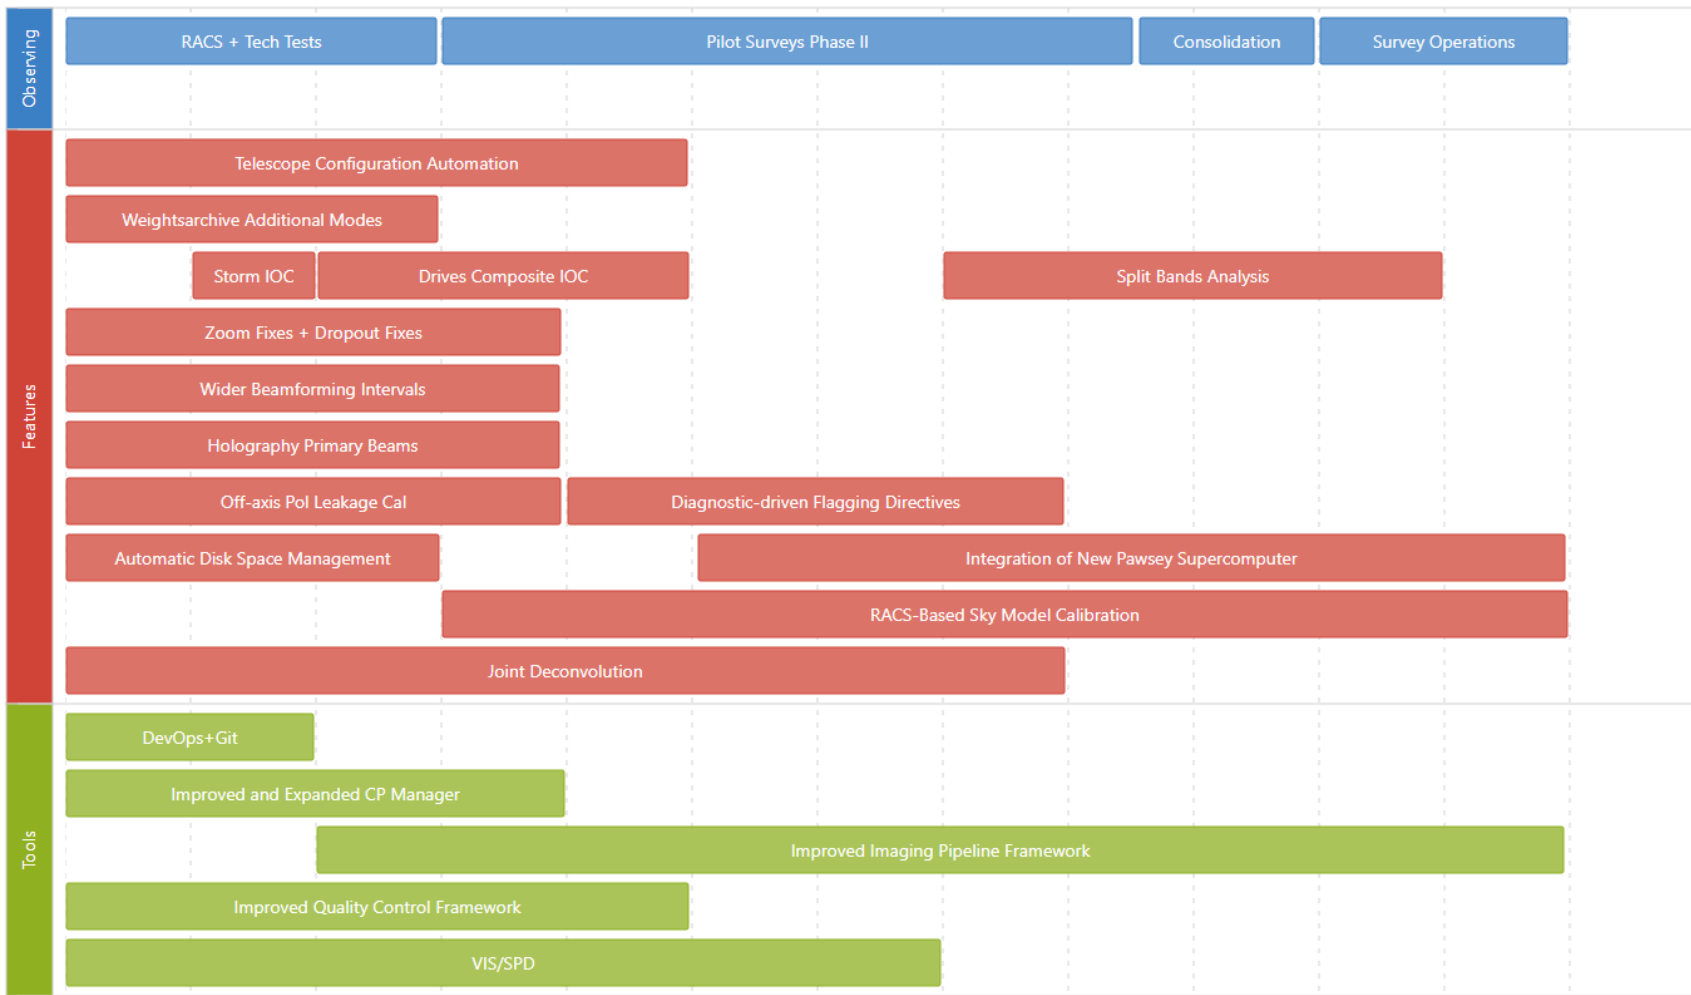 Observing
RACS + Tech Tests
Pilot Surveys Phase II
Consolidation
Survey Operations
Features
Telescope Configuration Automation
Weightsarchive Additional Modes
Storm IOC
Drives Composite IOC
Split Bands Analysis
Zoom Fixes + Dropout Fixes
Wider Beamforming Intervals
Holography Primary Beams
Off-axis Pol Leakage Cal
Diagnostic-driven Flagging Directives
Automatic Disk Space Management
Integration of New Pawsey Supercomputer
RACS-Based Sky Model Calibration
Joint Deconvolution
Tools
DevOps+Git
Improved and Expanded CP Manager
Improved Imaging Pipeline Framework
Improved Quality Control Framework
VIS/SPD